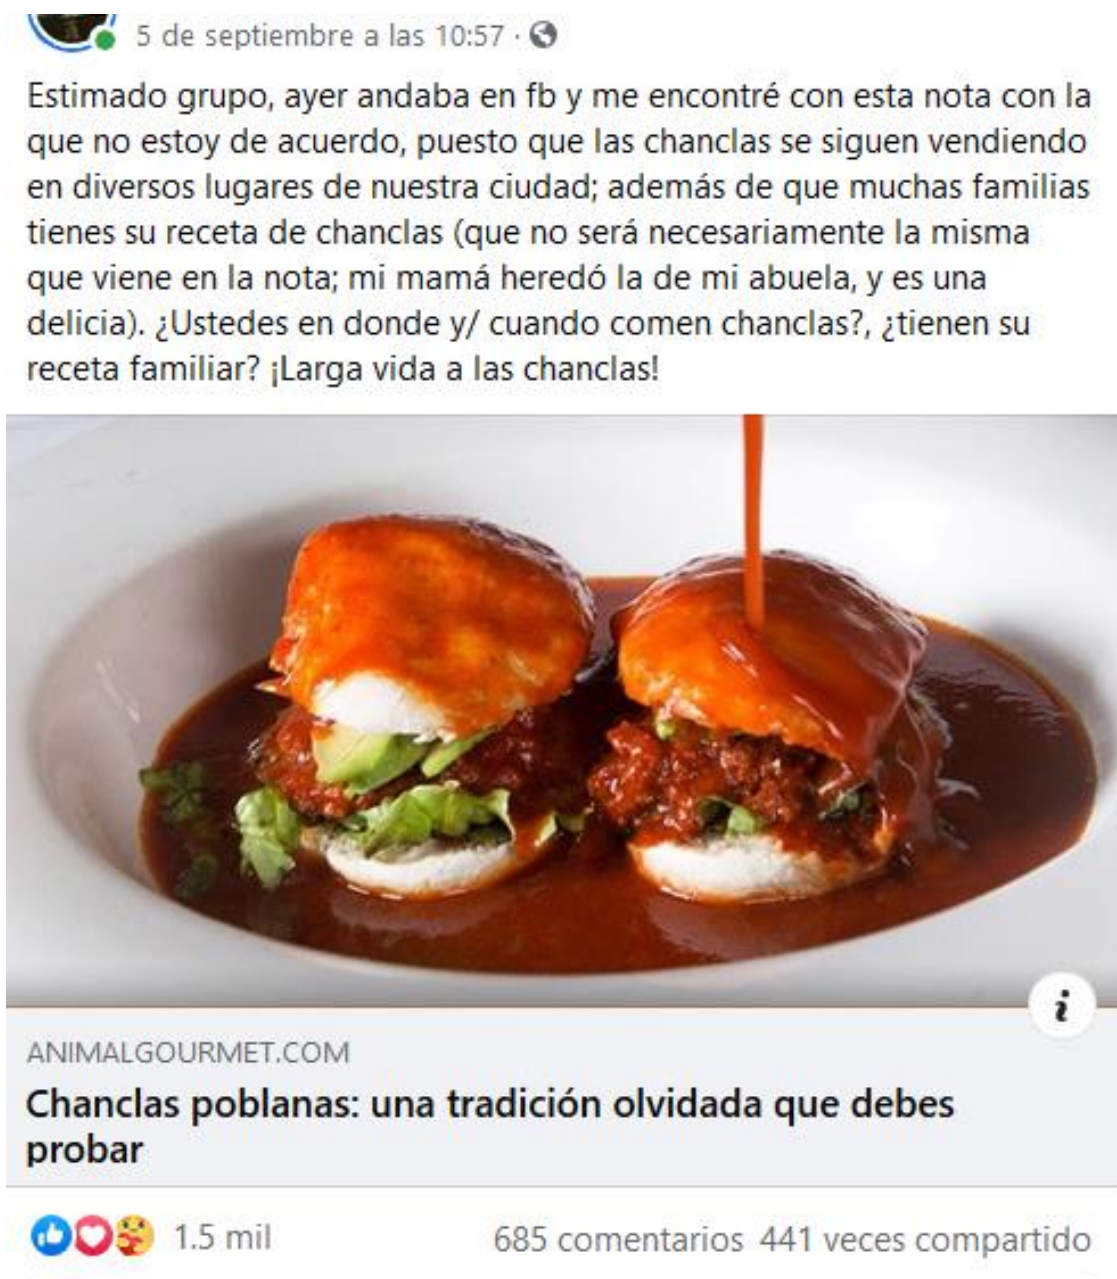 5 de septiembre a las 10:57 ·
Estimado grupo, ayer andaba en fb y me encontré con esta nota con la
que no estoy de acuerdo, puesto que las chanclas se siguen vendiendo
en diversos lugares de nuestra ciudad; además de que muchas familias
tienes su receta de chanclas (que no será necesariamente la misma
que viene en la nota; mi mamá heredó la de mi abuela, y es una
delicia). ¿Ustedes en donde y/ cuando comen chanclas?, ¿tienen su
receta familiar? ¡Larga vida a las chanclas!
i
ANIMALGOURMET.COM
Chanclas poblanas: una tradición olvidada que debes
probar
1.5 mil 685 comentarios 441 veces compartido